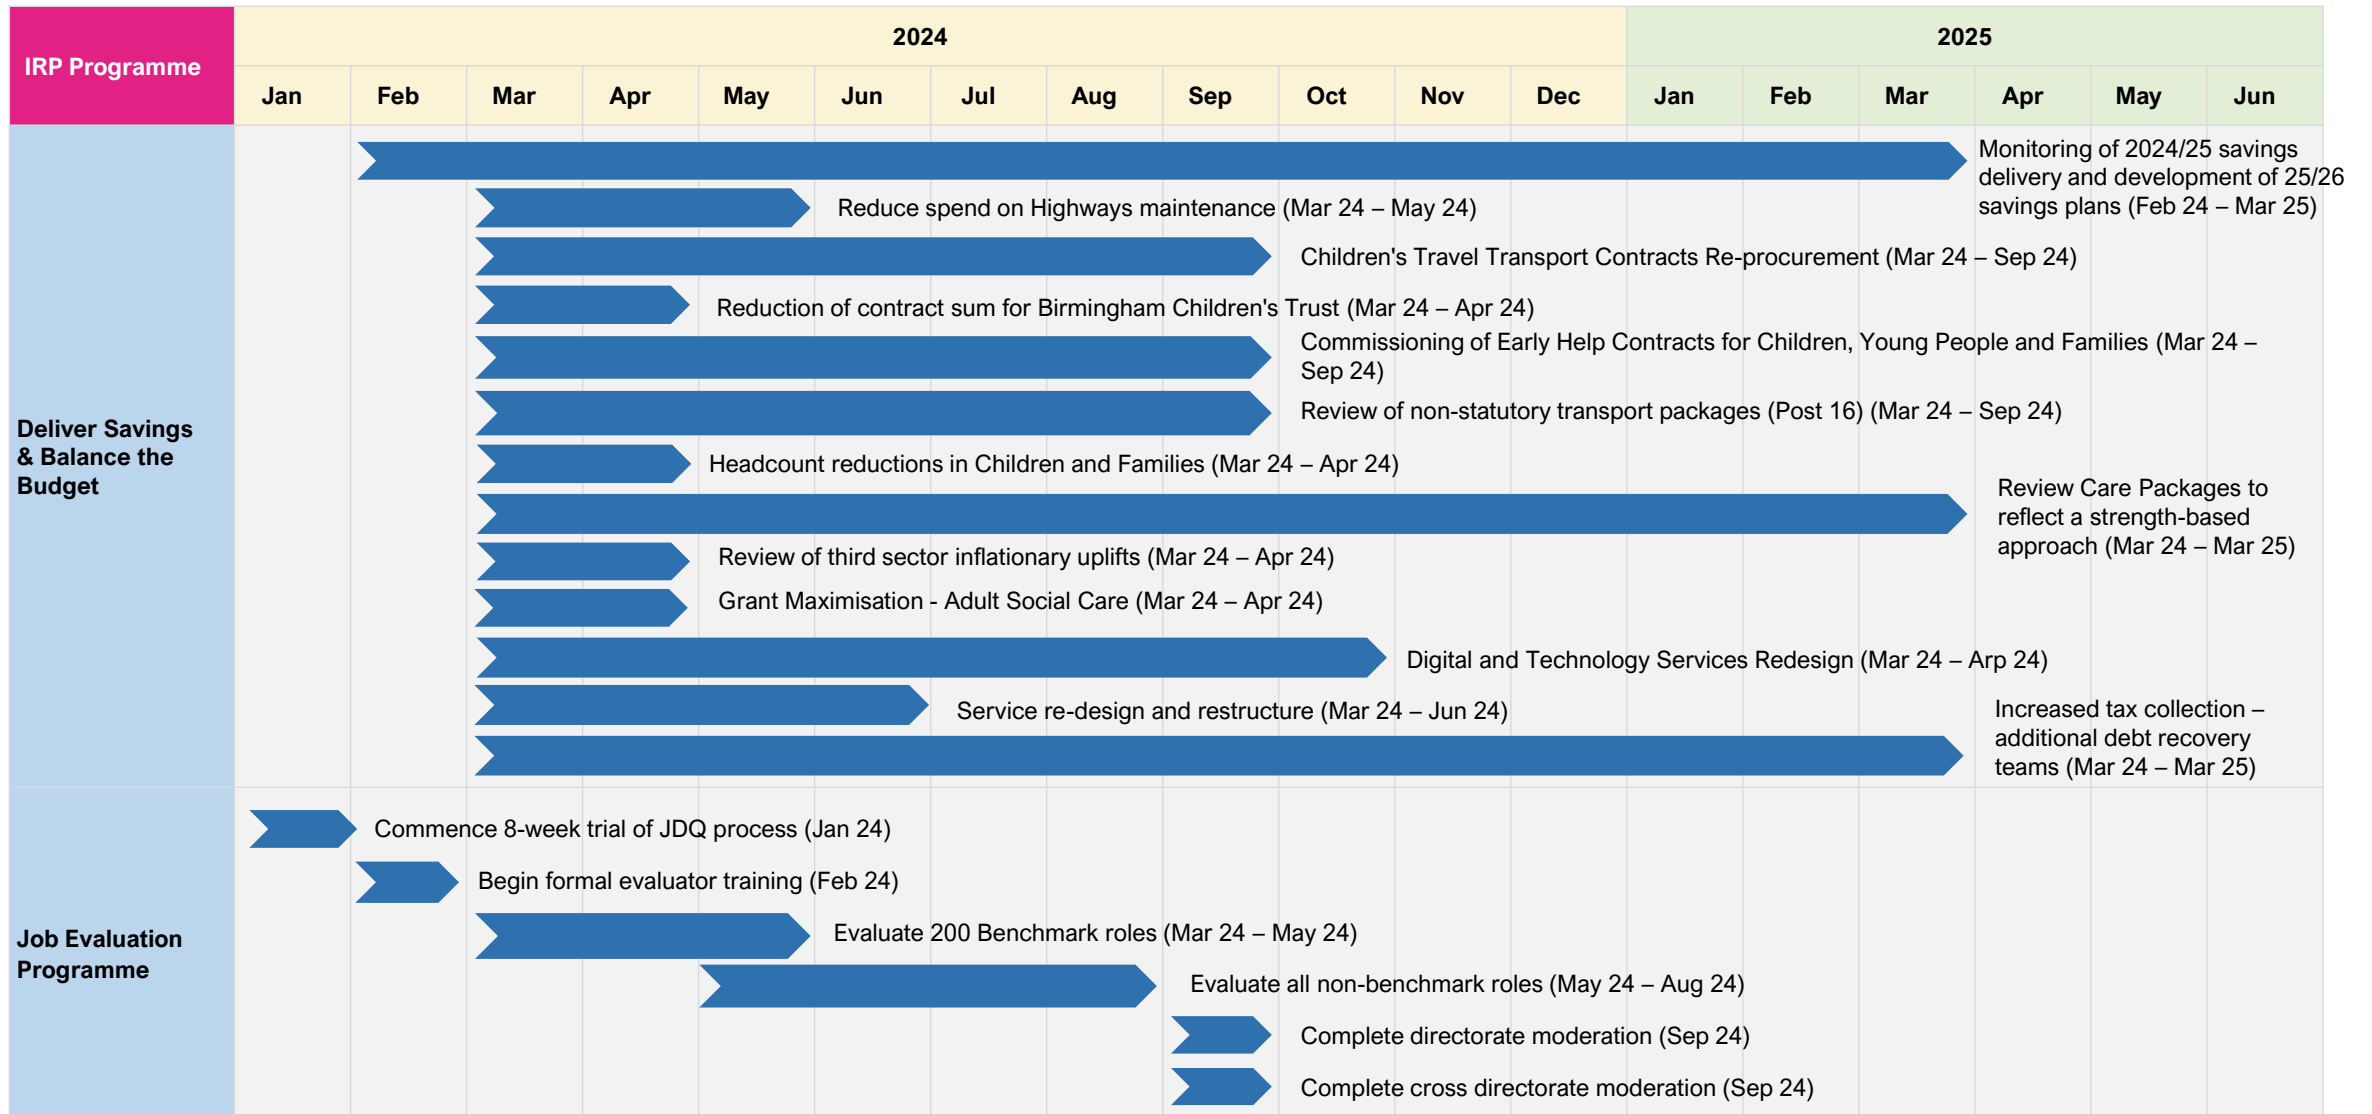 IRP Programme
2024
2025
Jan Feb Mar Apr May Jun Jul Aug Sep Oct Nov Dec Jan Feb Mar Apr May Jun
Deliver Savings
& Balance the
Budget
Monitoring of 2024/25 savings
delivery and development of 25/26
savings plans (Feb 24 – Mar 25)
Reduce spend on Highways maintenance (Mar 24 – May 24)
Children's Travel Transport Contracts Re-procurement (Mar 24 – Sep 24)
Reduction of contract sum for Birmingham Children's Trust (Mar 24 – Apr 24)
Commissioning of Early Help Contracts for Children, Young People and Families (Mar 24 –
Sep 24)
Review of non-statutory transport packages (Post 16) (Mar 24 – Sep 24)
Headcount reductions in Children and Families (Mar 24 – Apr 24)
Review Care Packages to
reflect a strength-based
approach (Mar 24 – Mar 25)
Review of third sector inflationary uplifts (Mar 24 – Apr 24)
Grant Maximisation - Adult Social Care (Mar 24 – Apr 24)
Digital and Technology Services Redesign (Mar 24 – Arp 24)
Service re-design and restructure (Mar 24 – Jun 24)
Increased tax collection –
additional debt recovery
teams (Mar 24 – Mar 25)
Job Evaluation
Programme
Commence 8-week trial of JDQ process (Jan 24)
Begin formal evaluator training (Feb 24)
Evaluate 200 Benchmark roles (Mar 24 – May 24)
Evaluate all non-benchmark roles (May 24 – Aug 24)
Complete directorate moderation (Sep 24)
Complete cross directorate moderation (Sep 24)